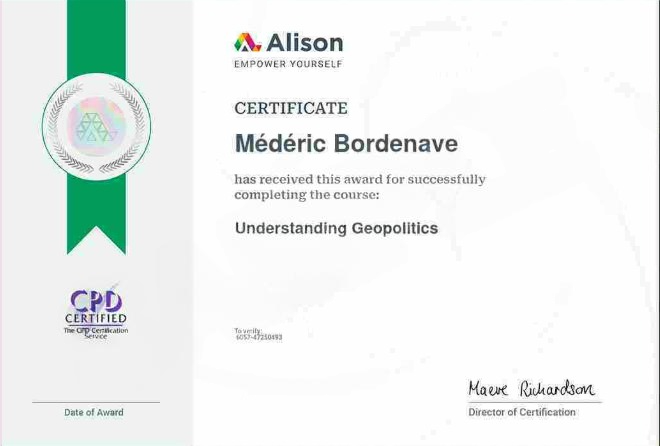 Alison
EMPOWER YOURSELF
CERTIFICATE
Médéric Bordenave
has received this award for successfully
completing the course:
Understanding Geopolitics
CPD
CERTIFIED
The CPD Certification
Service
To verify:
6057-47250493
Maeve Richardson
Date of Award
Director of Certification